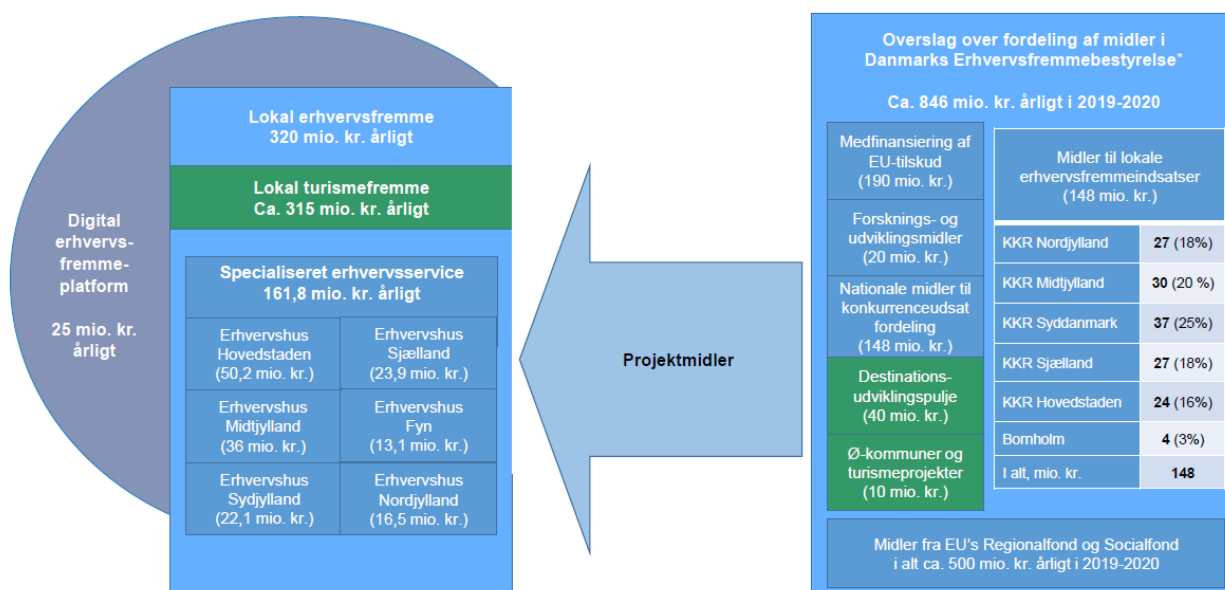 Digital
erhvervs-
fremme-
platform
25 mio. kr.
årligt
Lokal erhvervsfremme
320 mio. kr. årligt
Lokal turismefremme
Ca. 315 mio. kr. årligt
Specialiseret erhvervsservice
161,8 mio. kr. årligt
Erhvervshus
Hovedstaden
(50,2 mio. kr.)
Erhvervshus
Sjælland
(23,9 mio. kr.)
Erhvervshus
Midtjylland
(36 mio. kr.)
Erhvervshus
Fyn
(13,1 mio. kr.)
Erhvervshus
Sydjylland
(22,1 mio. kr.)
Erhvervshus
Nordjylland
(16,5 mio. kr.)
Projektmidler
Overslag over fordeling af midler i
Danmarks Erhvervsfremmebestyrelse*
Ca. 846 mio. kr. årligt i 2019-2020
Medfinansiering af
EU-tilskud
(190 mio. kr.)
Forsknings- og
udviklingsmidler
(20 mio. kr.)
Nationale midler til
konkurrenceudsat
fordeling
(148 mio. kr.)
Destinations-
udviklingspulje
(40 mio. kr.)
Ø-kommuner og
turismeprojekter
(10 mio. kr.)
Midler til lokale
erhvervsfremmeindsatser
(148 mio. kr.)
KKR Nordjylland 27 (18%)
KKR Midtjylland 30 (20 %)
KKR Syddanmark 37 (25%)
KKR Sjælland 27 (18%)
KKR Hovedstaden 24 (16%)
Bornholm 4 (3%)
I alt, mio. kr. 148
Midler fra EU's Regionalfond og Socialfond
i alt ca. 500 mio. kr. årligt i 2019-2020